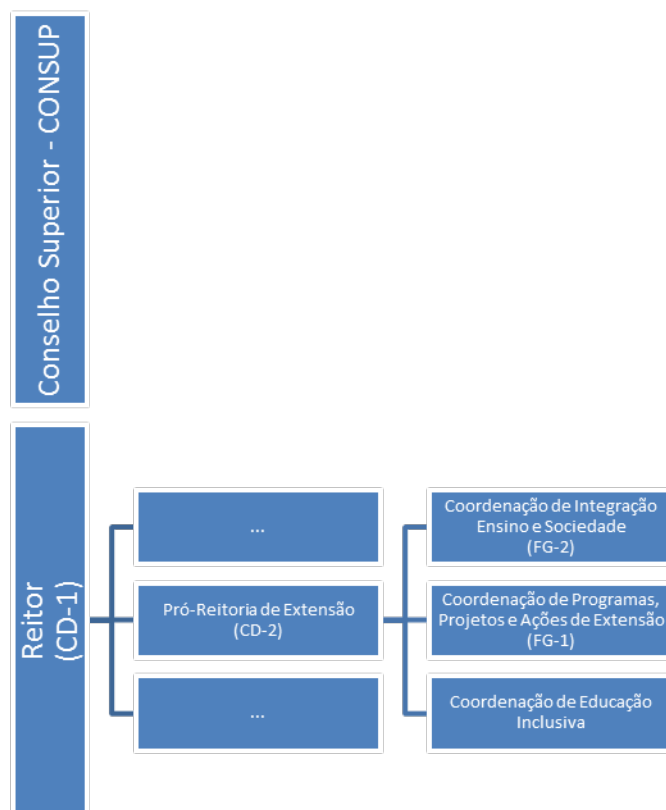 Conselho Superior - CONSUP
Reitor
(CD-1)
...
Pró-Reitoria de Extensão
(CD-2)
...
Coordenação de Integração
Ensino e Sociedade
(FG-2)
Coordenação de Programas,
Projetos e Ações de Extensão
(FG-1)
Coordenação de Educação
Inclusiva